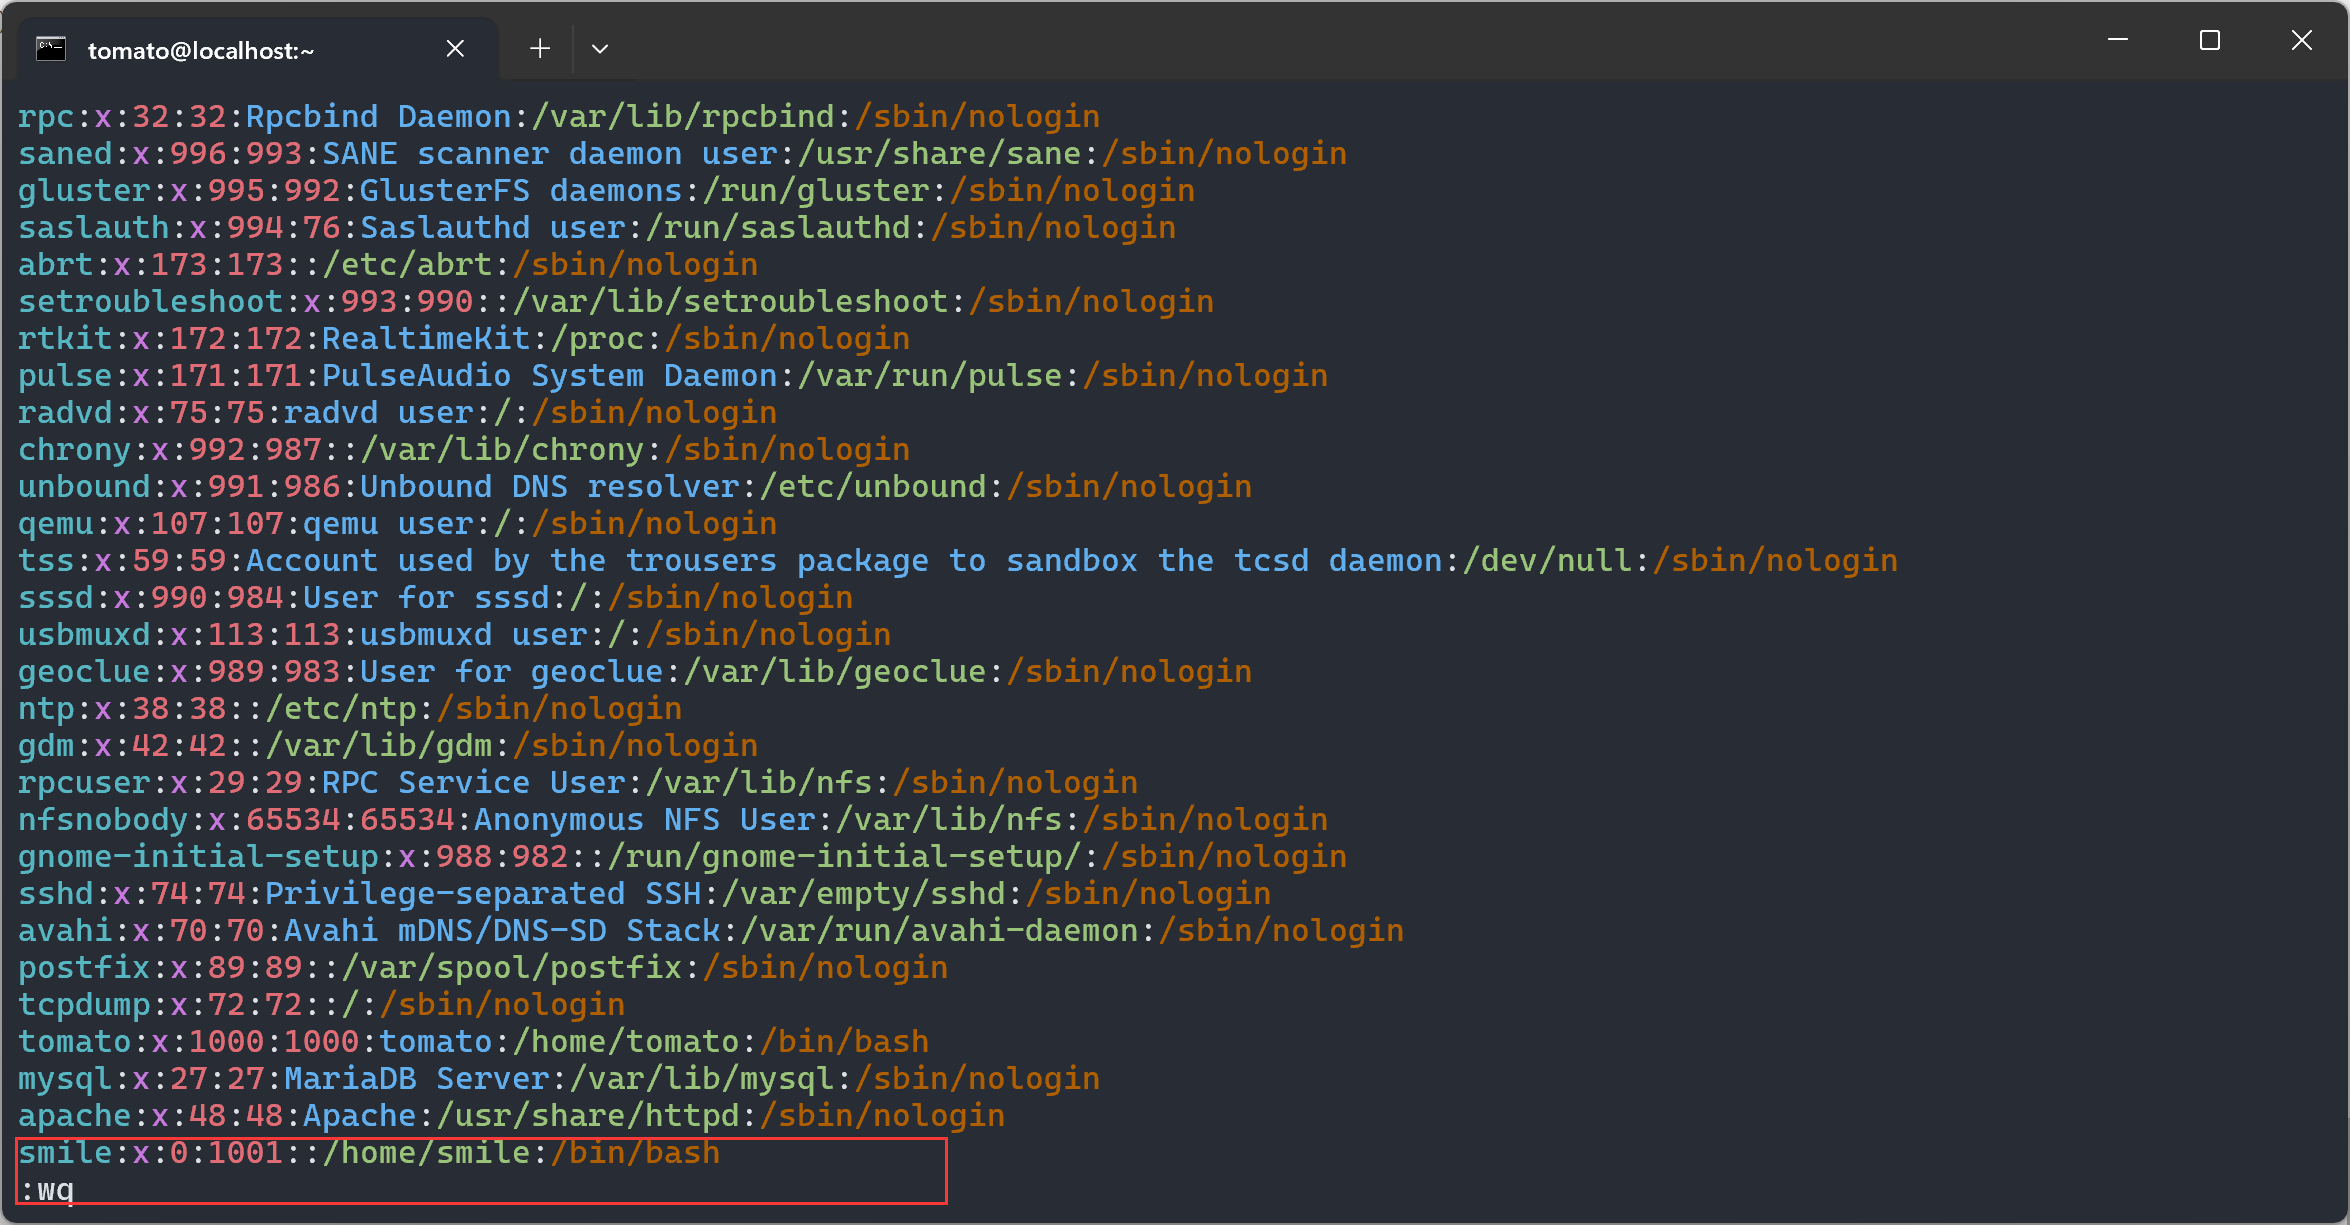 tomato@localhost:~
rpc:x:32:32:Rpcbind Daemon:/var/lib/rpcbind:/sbin/nologin
saned:x:996:993:SANE scanner daemon user:/usr/share/sane:/sbin/nologin
gluster:x:995:992:GlusterFS daemons:/run/gluster:/sbin/nologin
saslauth:x:994:76:Saslauthd user:/run/saslauthd:/sbin/nologin
abrt:x:173:173::/etc/abrt:/sbin/nologin
setroubleshoot:x:993:990::/var/lib/setroubleshoot:/sbin/nologin
rtkit:x:172:172:RealtimeKit:/proc:/sbin/nologin
pulse:x:171:171:PulseAudio System Daemon:/var/run/pulse:/sbin/nologin
radvd:x:75:75:radvd user:/:/sbin/nologin
chrony:x:992:987::/var/lib/chrony:/sbin/nologin
unbound:x:991:986:Unbound DNS resolver:/etc/unbound:/sbin/nologin
qemu:x:107:107:qemu user:/:/sbin/nologin
tss:x:59:59:Account used by the trousers package to sandbox the tcsd daemon:/dev/null:/sbin/nologin
sssd:x:990:984:User for sssd:/:/sbin/nologin
usbmuxd:x:113:113:usbmuxd user:/:/sbin/nologin
geoclue:x:989:983:User for geoclue:/var/lib/geoclue:/sbin/nologin
ntp:x:38:38::/etc/ntp:/sbin/nologin
gdm:x:42:42::/var/lib/gdm:/sbin/nologin
rpcuser:x:29:29:RPC Service User:/var/lib/nfs:/sbin/nologin
nfsnobody:x:65534:65534:Anonymous NFS User:/var/lib/nfs:/sbin/nologin
gnome-initial-setup:x:988:982::/run/gnome-initial-setup/:/sbin/nologin
sshd:x:74:74:Privilege-separated SSH:/var/empty/sshd:/sbin/nologin
avahi:x:70:70:Avahi mDNS/DNS-SD Stack:/var/run/avahi-daemon:/sbin/nologin
postfix:x:89:89::/var/spool/postfix:/sbin/nologin
tcpdump:x:72:72::/:/sbin/nologin
tomato:x:1000:1000:tomato:/home/tomato:/bin/bash
mysql:x:27:27:MariaDB Server:/var/lib/mysql:/sbin/nologin
apache:x:48:48:Apache:/usr/share/httpd:/sbin/nologin
smile:x:0:1001::/home/smile:/bin/bash
:wq